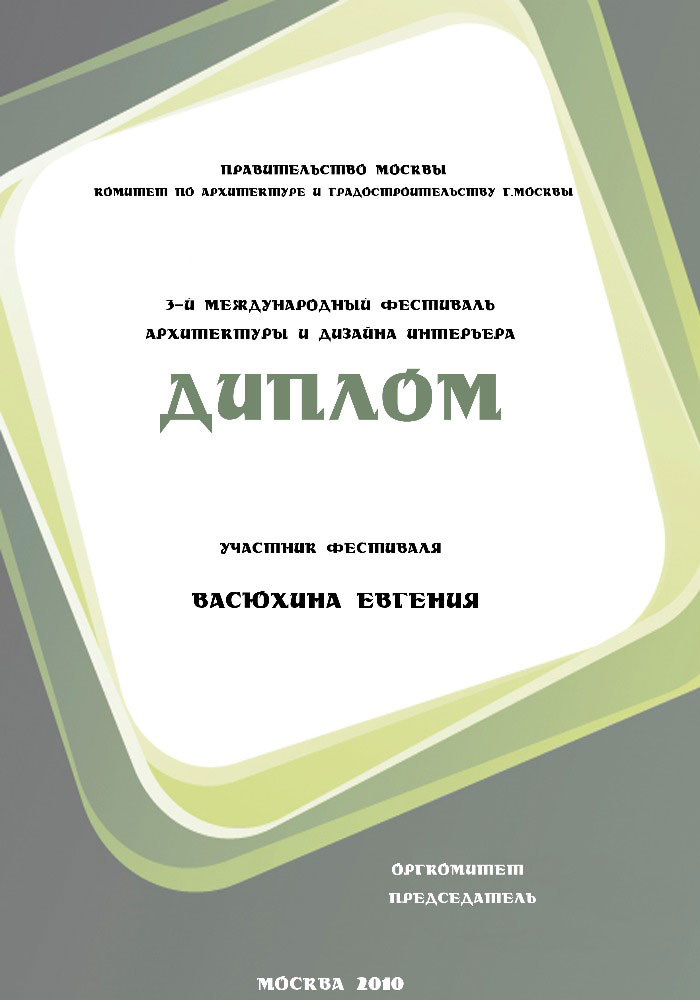 ПРАВИТЕЛЬСТВО МОСКВЫ
КОМИТЕТ ПО АРХИТЕКТУРЕ И ГРАДОСТРОИТЕЛЬСТВУ Г.МОСКВЫ
3-Й МЕЖДУНАРОДНЫЙ ФЕСТИВАЛЬ
АРХИТЕКТУРЫ И ДИЗАЙНА ИНТЕРЬЕРА
ДИПЛОМ
УЧАСТНИК ФЕСТИВАЛЯ
ВАСЮХИНА ЕВГЕНИЯ
ОРГКОМИТЕТ
ПРЕДСЕДАТЕЛЬ
МОСКВА 2010